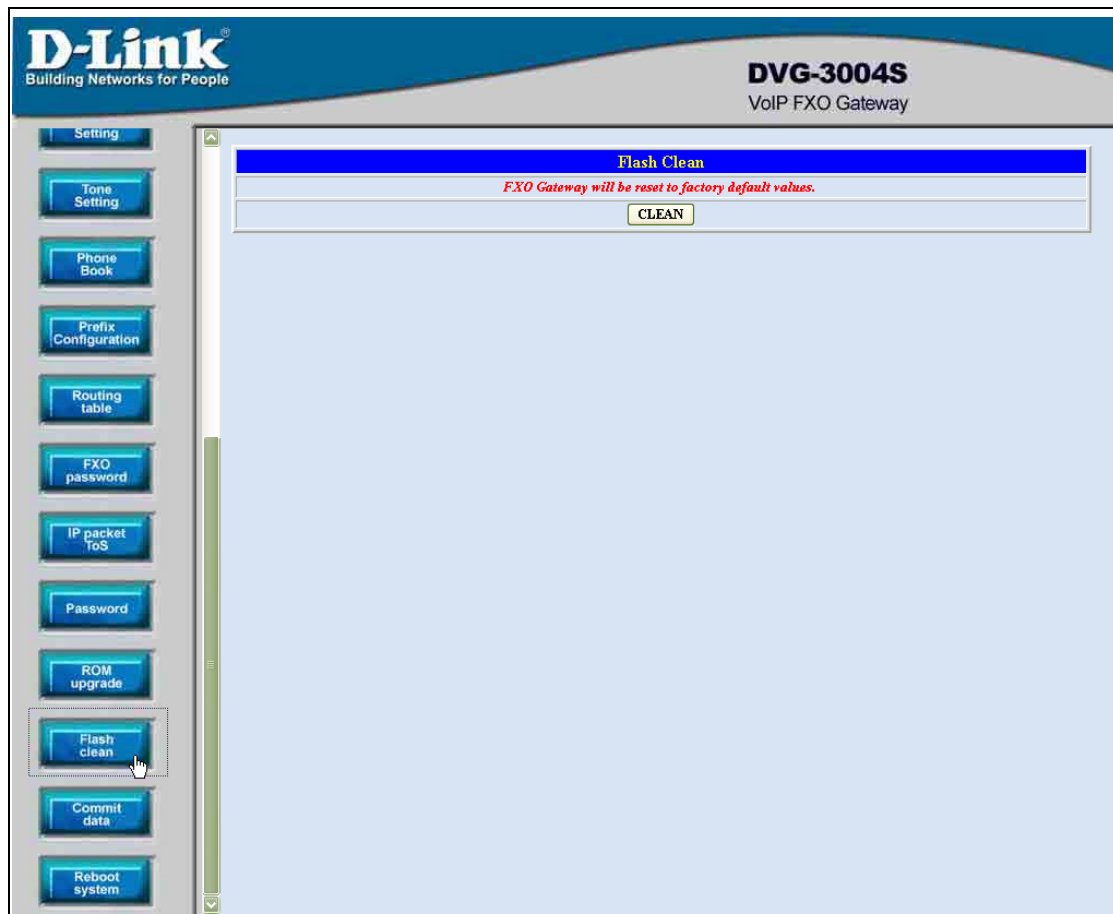 D-Link®
Building Networks for People
DVG-3004S
VoIP FXO Gateway
Setting
Tone
Setting
Phone
Book
Prefix
Configuration
Routing
table
FXO
password
IP packet
ToS
Password
ROM
upgrade
Flash
clean
Commit
data
Reboot
system
Flash Clean
FXO Gateway will be reset to factory default values.
CLEAN